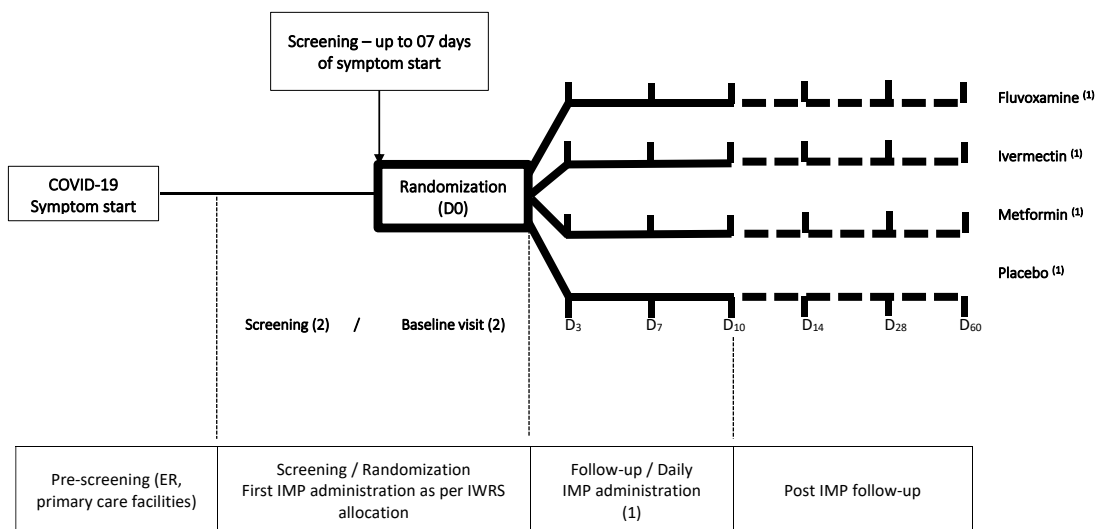 Screening – up to 07 days
of symptom start
COVID-19
Symptom start
Randomization
(D0)
Fluvoxamine (1)
Ivermectin (1)
Metformin (1)
Placebo (1)
Screening (2) / Baseline visit (2)
D3 D7 D10 D14 D28 D60
Pre-screening (ER,
primary care facilities)
Screening / Randomization
First IMP administration as per IWRS
allocation
Follow-up / Daily
IMP administration
(1)
Post IMP follow-up